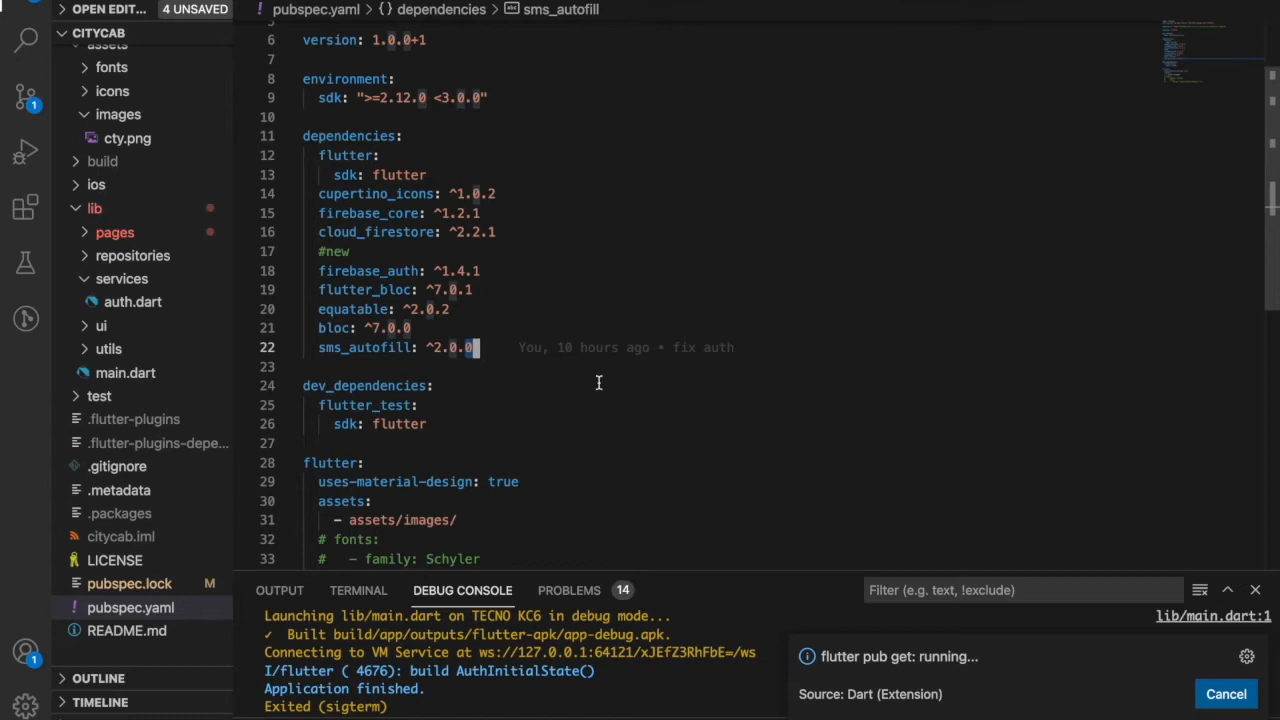 OPEN EDIT... 4 UNSAVED
CITYCAB
assets
fonts
icons
images
cty.png
build
ios
lib
pages
repositories
services
auth.dart
ui
utils
main.dart
test
.flutter-plugins
.flutter-plugins-depe...
.gitignore
.metadata
.packages
citycab.iml
LICENSE
pubspec.lock M
pubspec.yaml
README.md
OUTLINE
TIMELINE
1
1
! pubspec.yaml > {} dependencies > sms_autofill
5
6 version: 1.0.0+1
7
8 environment:
9 sdk: ">=2.12.0 <3.0.0"
10
11 dependencies:
12 flutter:
13 sdk: flutter
14 cupertino_icons: ^1.0.2
15 firebase_core: ^1.2.1
16 cloud_firestore: ^2.2.1
17 #new
18 firebase_auth: ^1.4.1
19 flutter_bloc: ^7.0.1
20 equatable: ^2.0.2
21 bloc: ^7.0.0
22 sms_autofill: ^2.0.0 You, 10 hours ago • fix auth
23
24 dev_dependencies:
25 flutter_test:
26 sdk: flutter
27
28 flutter:
29 uses-material-design: true
30 assets:
31 - assets/images/
32 # fonts:
33 # - family: Schyler
OUTPUT TERMINAL DEBUG CONSOLE PROBLEMS 14 Filter (e.g. text, !exclude)
Launching lib/main.dart on TECNO KC6 in debug mode... lib/main.dart:1
✓ Built build/app/outputs/flutter-apk/app-debug.apk.
Connecting to VM Service at ws://127.0.0.1:64121/xJEfZ3RhFbE=/ws
I/flutter ( 4676): build AuthInitialState()
Application finished.
Exited (sigterm)
flutter pub get: running...
Source: Dart (Extension) Cancel